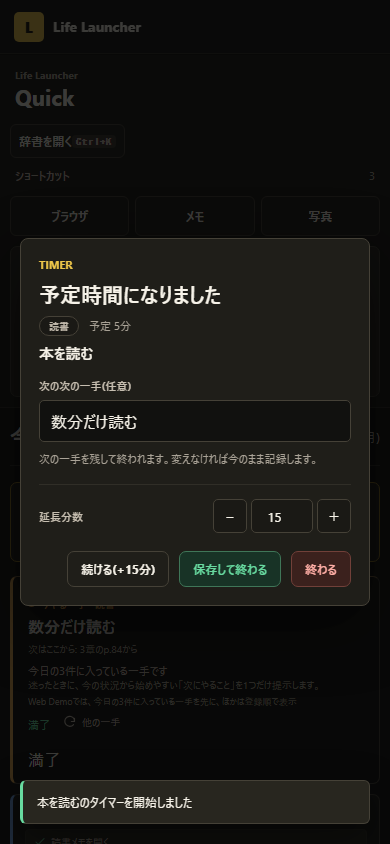 L Life Launcher
Life Launcher
Quick
辞書を開く Ctrl+K
ショートカット 3
ブラウザ メモ 写真
TIMER
予定時間になりました
読書 予定 5分
本を読む
次の次の一手(任意)
数分だけ読む
次の一手を残して終われます。変えなければ今のまま記録します。
延長分数 − 15 +
続ける(+15分) 保存して終わる 終わる
数分だけ読む
次はここから: 3章のp.84から
今日の3件に入っている一手です
迷ったときに、今の状況から始めやすい「次にやること」を1つだけ提示します。
Web Demoでは、今日の3件に入っている一手を先に、ほかは登録順で表示
満了 他の一手
満了
本を読むのタイマーを開始しました